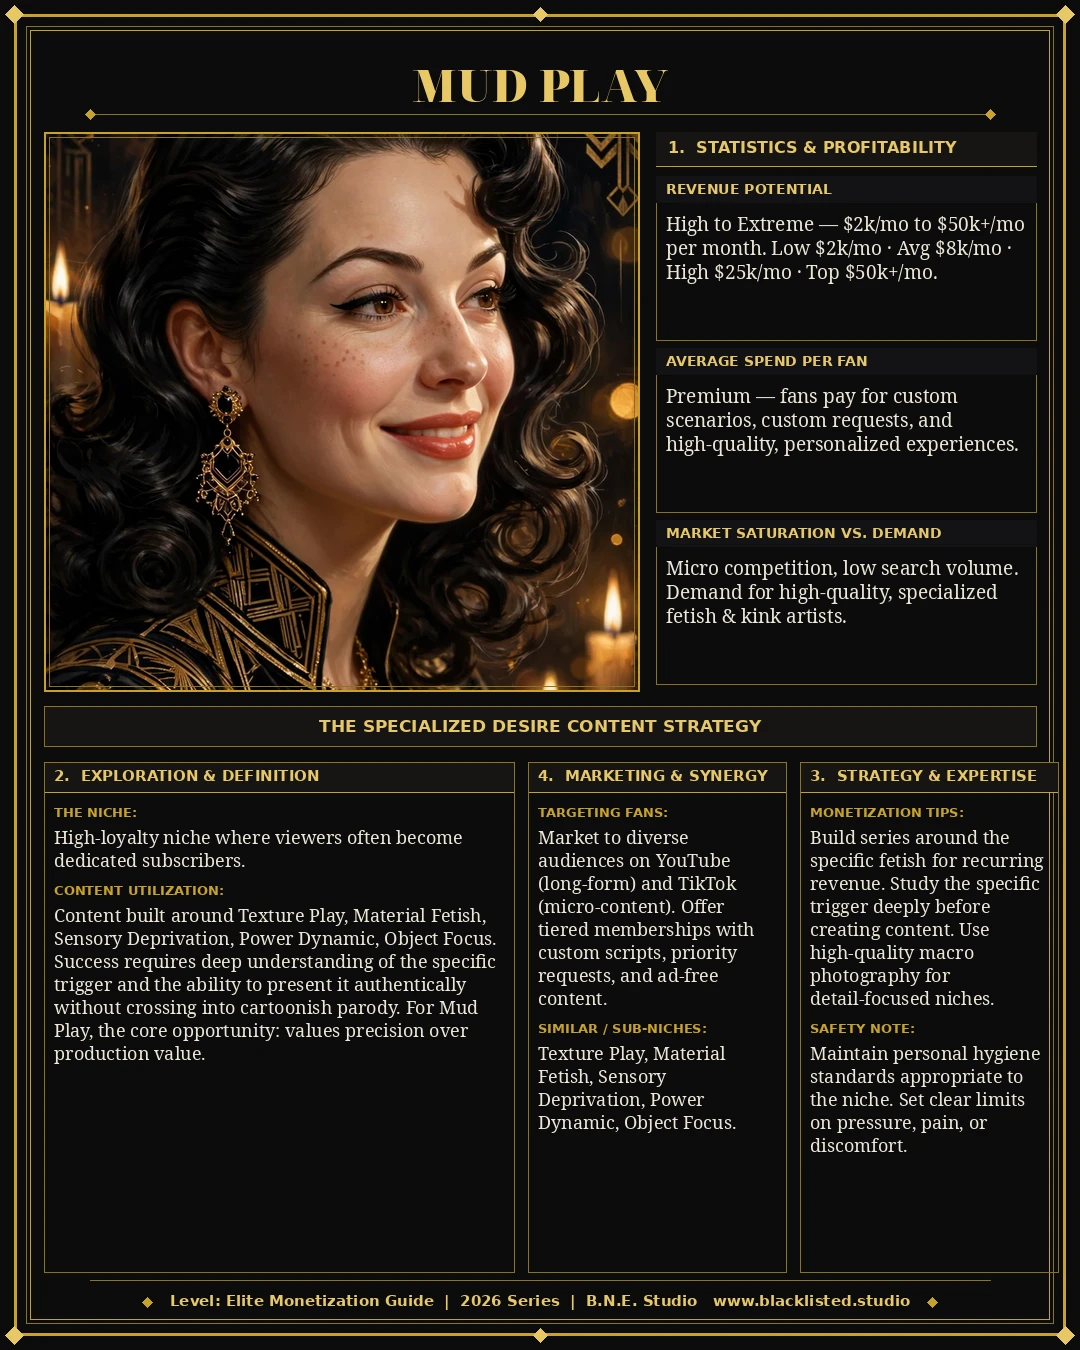 MUD PLAY
1. STATISTICS & PROFITABILITY
REVENUE POTENTIAL
High to Extreme — $2k/mo to $50k+/mo
per month. Low $2k/mo · Avg $8k/mo ·
High $25k/mo · Top $50k+/mo.
AVERAGE SPEND PER FAN
Premium — fans pay for custom
scenarios, custom requests, and
high-quality, personalized experiences.
MARKET SATURATION VS. DEMAND
Micro competition, low search volume.
Demand for high-quality, specialized
fetish & kink artists.
THE SPECIALIZED DESIRE CONTENT STRATEGY
2. EXPLORATION & DEFINITION
THE NICHE:
High-loyalty niche where viewers often become
dedicated subscribers.
CONTENT UTILIZATION:
Content built around Texture Play, Material Fetish,
Sensory Deprivation, Power Dynamic, Object Focus.
Success requires deep understanding of the specific
trigger and the ability to present it authentically
without crossing into cartoonish parody. For Mud
Play, the core opportunity: values precision over
production value.
4. MARKETING & SYNERGY
TARGETING FANS:
Market to diverse
audiences on YouTube
(long-form) and TikTok
(micro-content). Offer
tiered memberships with
custom scripts, priority
requests, and ad-free
content.
SIMILAR / SUB-NICHES:
Texture Play, Material
Fetish, Sensory
Deprivation, Power
Dynamic, Object Focus.
3. STRATEGY & EXPERTISE
MONETIZATION TIPS:
Build series around the
specific fetish for recurring
revenue. Study the specific
trigger deeply before
creating content. Use
high-quality macro
photography for
detail-focused niches.
SAFETY NOTE:
Maintain personal hygiene
standards appropriate to
the niche. Set clear limits
on pressure, pain, or
discomfort.
Level: Elite Monetization Guide | 2026 Series | B.N.E. Studio www.blacklisted.studio